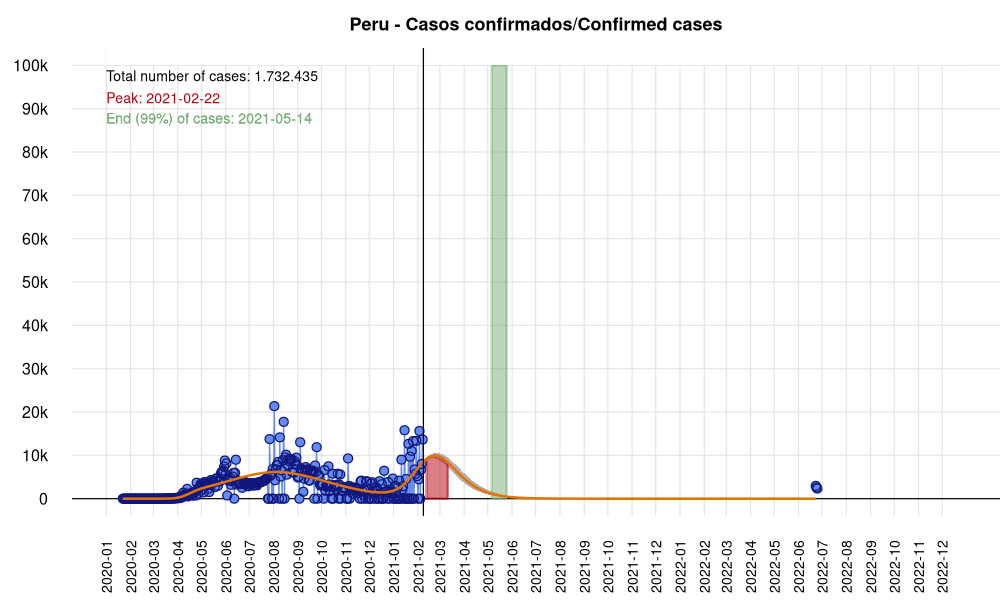 Peru - Casos confirmados/Confirmed cases
100k
90k
80k
70k
60k
50k
40k
30k
20k
10k
0
Total number of cases: 1.732.435
Peak: 2021-02-22
End (99%) of cases: 2021-05-14
2020-01
2020-02
2020-03
2020-04
2020-05
2020-06
2020-07
2020-08
2020-09
2020-10
2020-11
2020-12
2021-01
2021-02
2021-03
2021-04
2021-05
2021-06
2021-07
2021-08
2021-09
2021-10
2021-11
2021-12
2022-01
2022-02
2022-03
2022-04
2022-05
2022-06
2022-07
2022-08
2022-09
2022-10
2022-11
2022-12